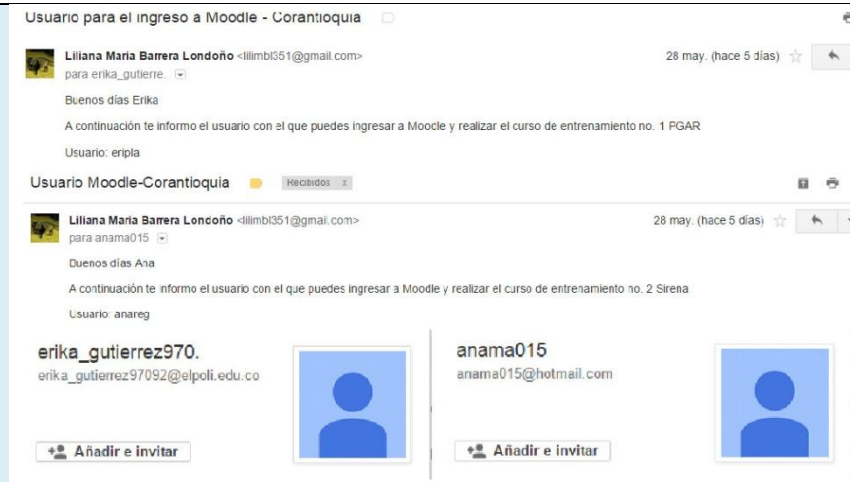 Usuario para el ingreso a Moodle - Corantioquia
Liliana Maria Barrera Londoño <lilimbl351@gmail.com>
28 may. (hace 5 días)
para erika_gutierre.
Buenos días Erika
A continuación te informo el usuario con el que puedes ingresar a Moodle y realizar el curso de entrenamiento no. 1 PGAR
Usuario: eripla
Usuario Moodle-Corantioquia
Recibidos x
Liliana Maria Barrera Londoño <lilimbl351@gmail.com>
28 may. (hace 5 días)
para anama015
Buenos días Ana
A continuación te informo el usuario con el que puedes ingresar a Moodle y realizar el curso de entrenamiento no. 2 Sirena
Usuario: anareg
erika_gutierrez970.
erika_gutierrez97092@elpoli.edu.co
Añadir e invitar
anama015
anama015@hotmail.com
Añadir e invitar